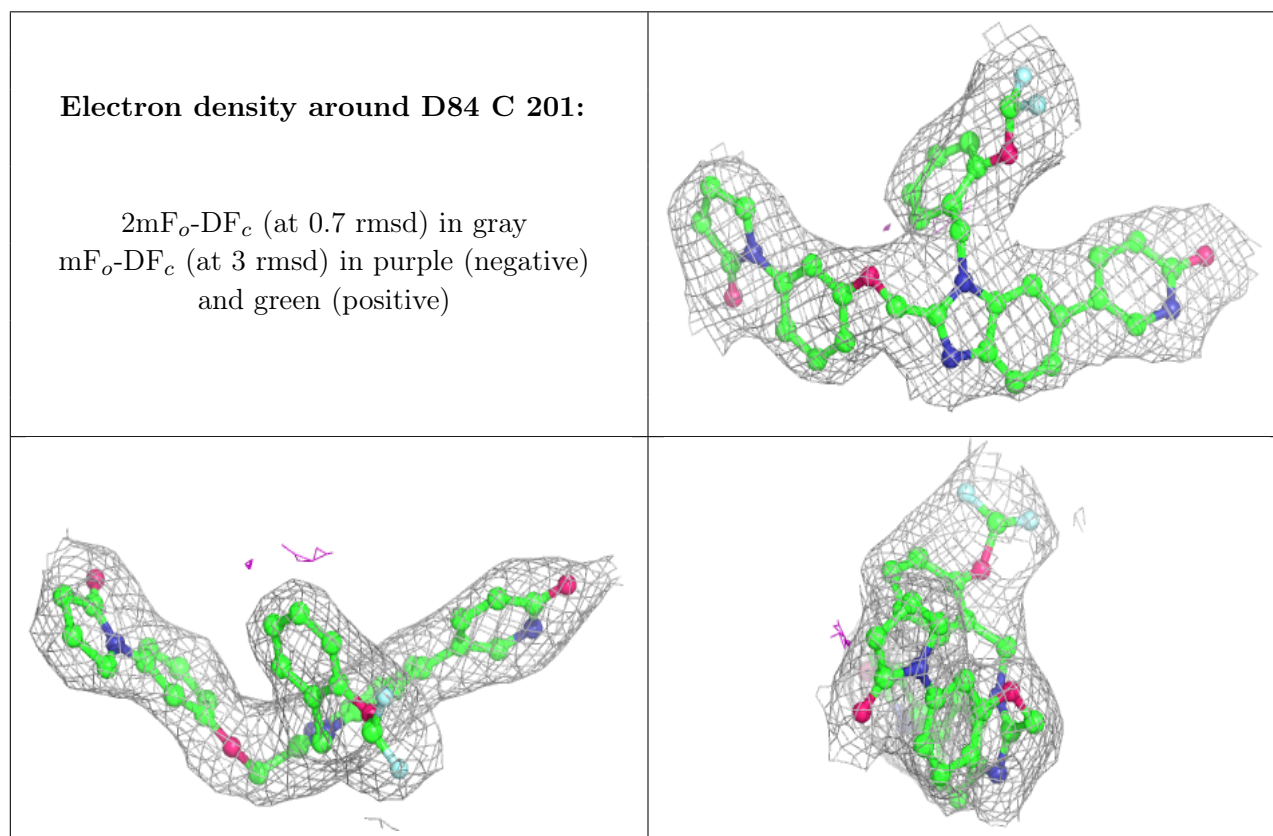 Electron density around D84 C 201:
2mFo-DFc (at 0.7 rmsd) in gray
mFo-DFc (at 3 rmsd) in purple (negative)
and green (positive)